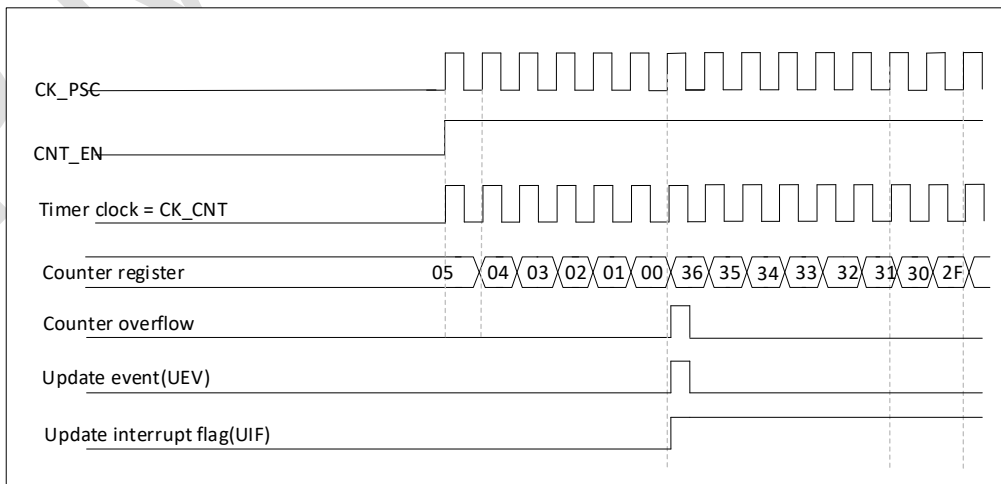 CK_PSC
CNT_EN
Timer clock = CK_CNT
Counter register 05 04 03 02 01 00 36 35 34 33 32 31 30 2F
Counter overflow
Update event(UEV)
Update interrupt flag(UIF)